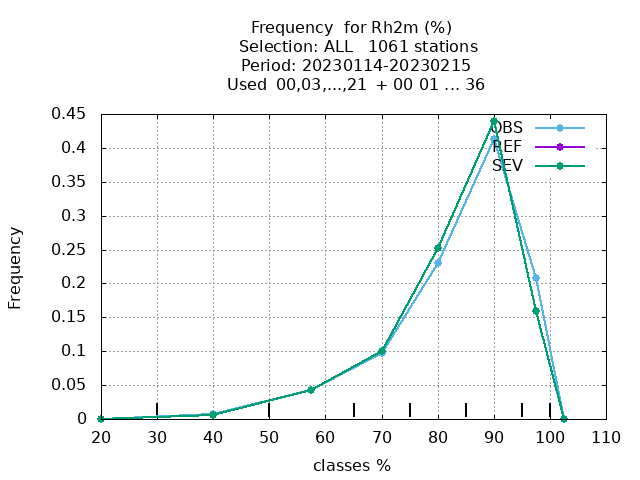 Frequency  for Rh2m (%)
Selection: ALL   1061 stations
Period: 20230114-20230215
Used  00,03,...,21  + 00 01 ... 36
0.45
0.4
0.35
0.3
0.25
0.2
0.15
0.1
0.05
0
Frequency
OBS
REF
SEV
20 30 40 50 60 70 80 90 100 110
classes %